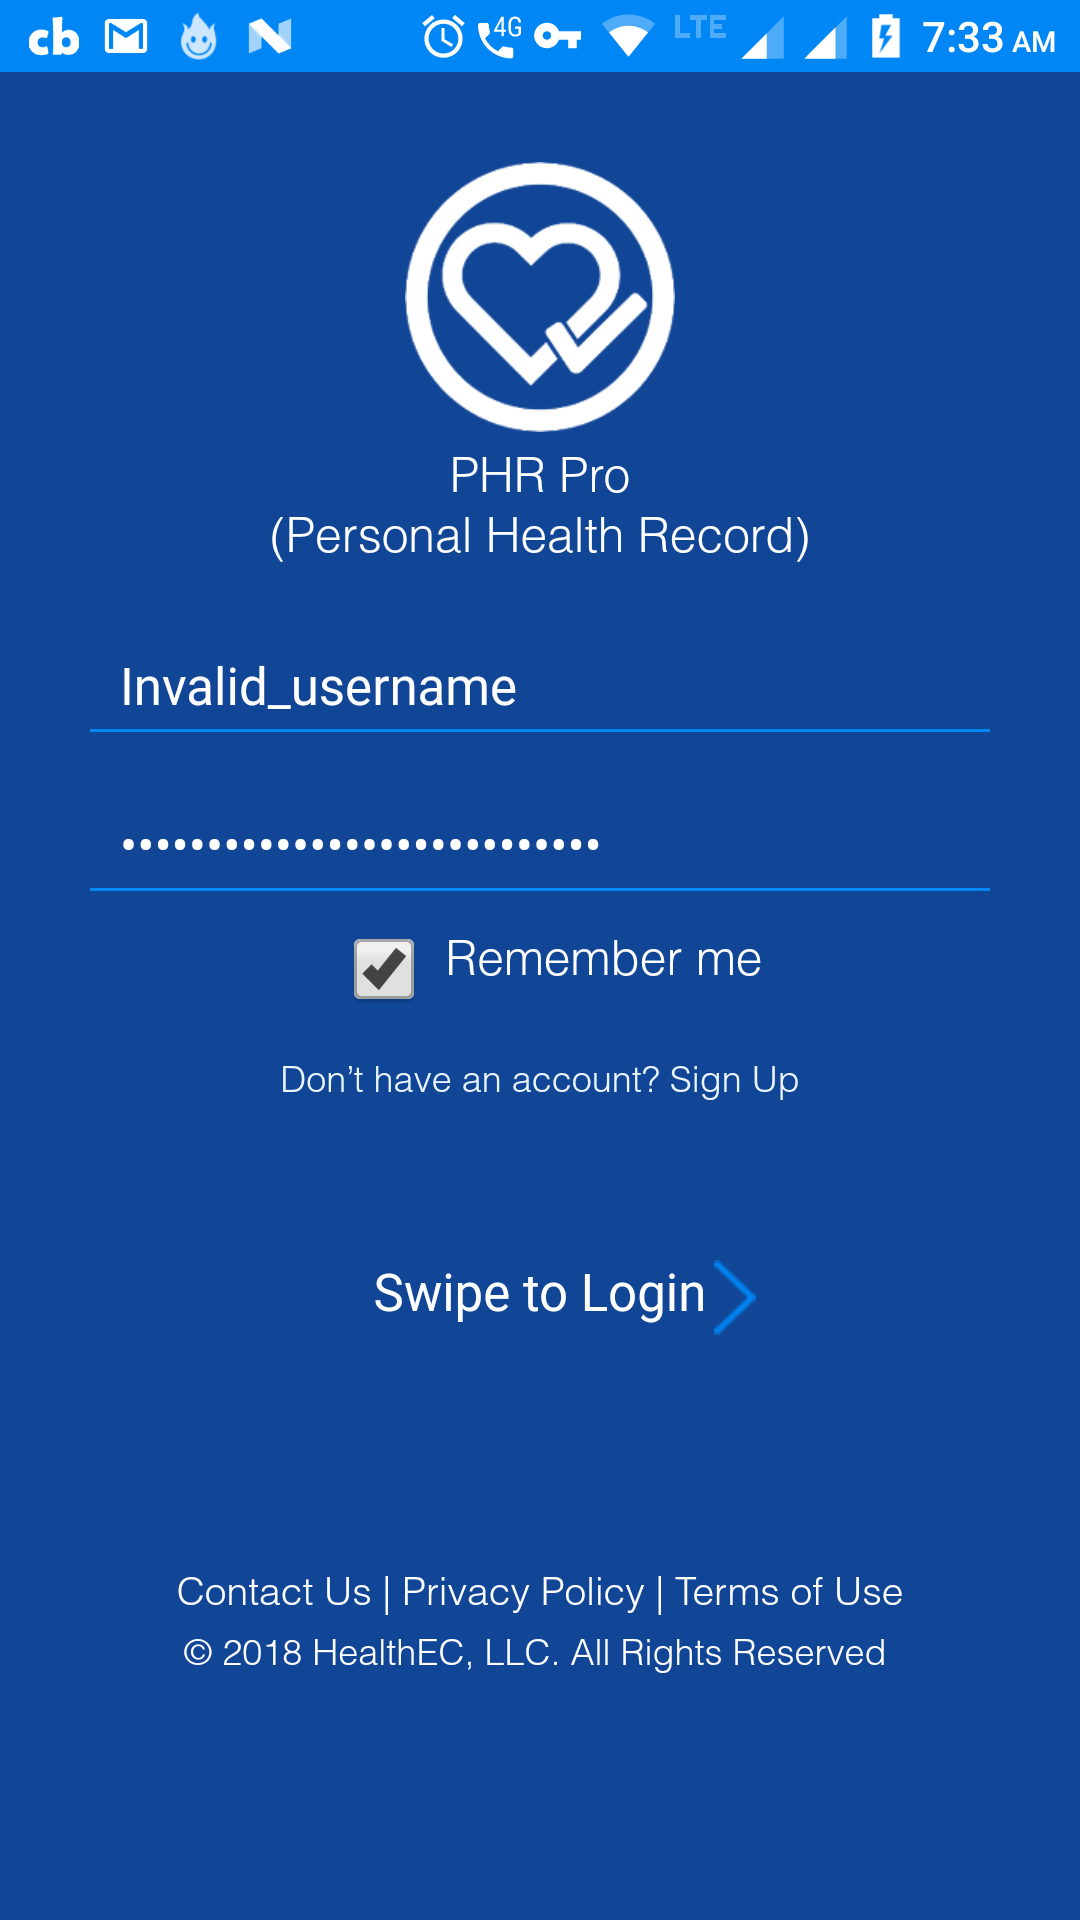 cb 4G LTE 7:33 AM
PHR Pro
(Personal Health Record)
Invalid_username
••••••••••••••••••••••••••••
Remember me
Don’t have an account? Sign Up
Swipe to Login
Contact Us | Privacy Policy | Terms of Use
© 2018 HealthEC, LLC. All Rights Reserved